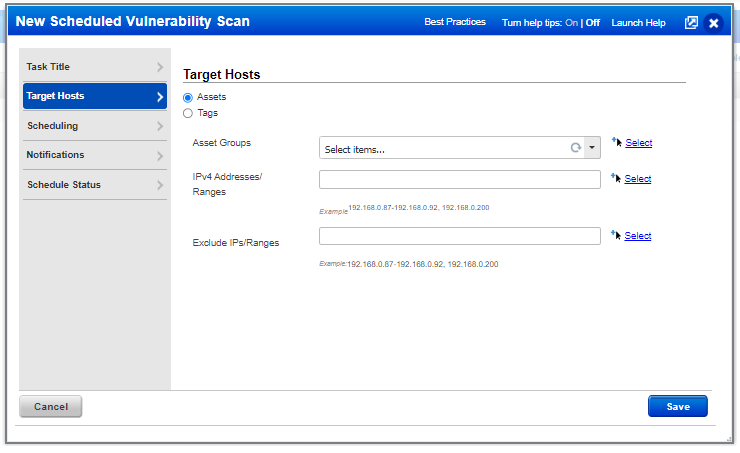 New Scheduled Vulnerability Scan Best Practices Turn help tips: On | Off Launch Help
Task Title
Target Hosts
Scheduling
Notifications
Schedule Status
Target Hosts
Assets
Tags
Asset Groups Select items... Select
IPv4 Addresses/
Ranges
Select
Example192.168.0.87-192.168.0.92, 192.168.0.200
Exclude IPs/Ranges Select
Example:192.168.0.87-192.168.0.92, 192.168.0.200
Cancel Save